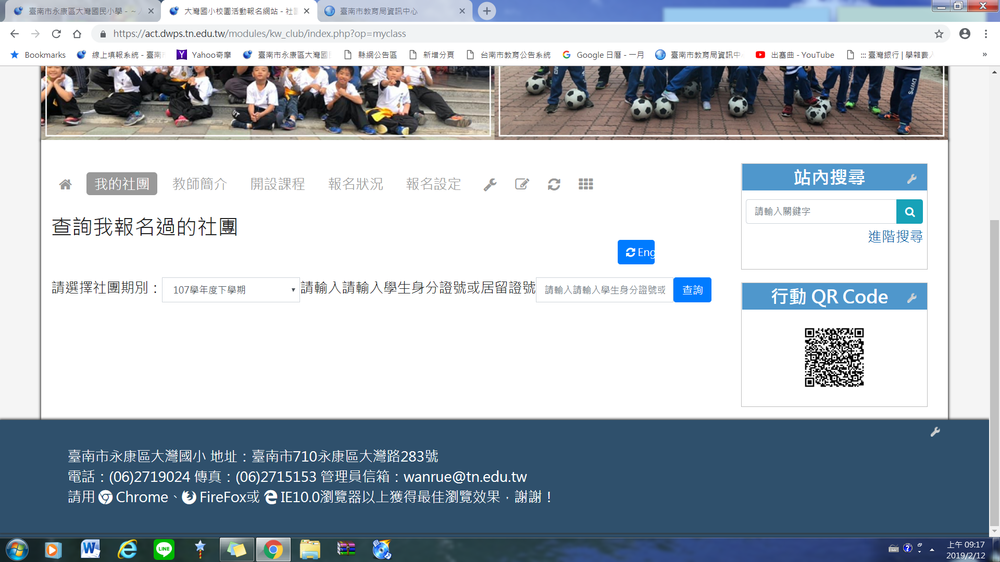 臺南市永康區大灣國民小學 - ~
大灣國小校園活動報名網站 - 社團
臺南市教育局資訊中心
https://act.dwps.tn.edu.tw/modules/kw_club/index.php?op=myclass
Bookmarks
線上填報系統 - 臺南市
Yahoo奇摩
臺南市永康區大灣國
縣網公告區
新增分頁
台南市教育公告系統
Google 日曆 - 一月
臺南市教育局資訊中
出塞曲 - YouTube
::: 臺灣銀行 | 學雜費入
»
DWPS
我的社團
教師簡介
開設課程
報名狀況
報名設定
查詢我報名過的社團
Eng
請選擇社團期別：
107學年度下學期
請輸入請輸入學生身分證號或居留證號
請輸入請輸入學生身分證號或
查詢
站內搜尋
請輸入關鍵字
進階搜尋
行動 QR Code
臺南市永康區大灣國小 地址：臺南市710永康區大灣路283號
電話：(06)2719024 傳真：(06)2715153 管理員信箱：wanrue@tn.edu.tw
請用 Chrome、 FireFox或 IE10.0瀏覽器以上獲得最佳瀏覽效果，謝謝！
LINE
上午 09:17
2019/2/12